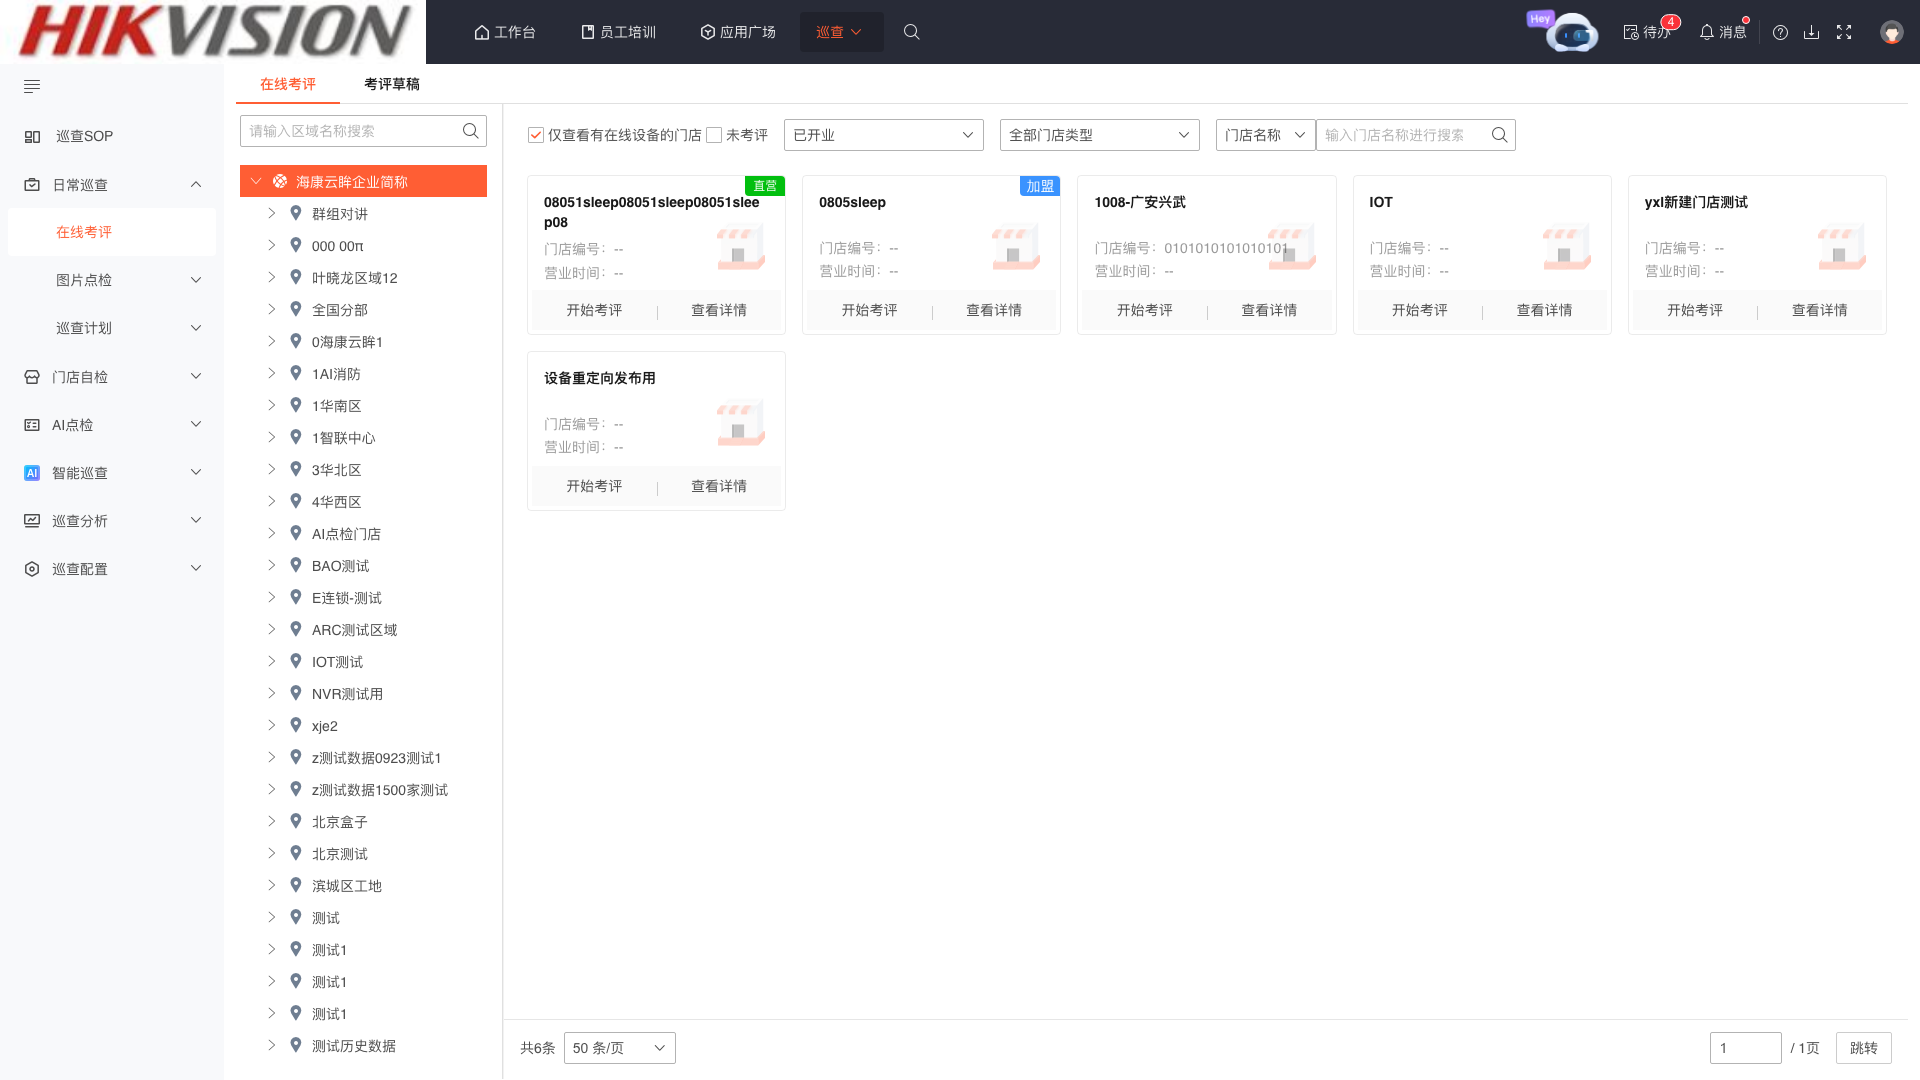 HIKVISION
工作台
员工培训
应用广场
巡查
Hey
待办
4
消息
在线考评
考评草稿
巡查SOP
日常巡查
在线考评
图片点检
巡查计划
门店自检
AI点检
AI
智能巡查
巡查分析
巡查配置
请输入区域名称搜索
海康云眸企业简称
群组对讲
000 00π
叶晓龙区域12
全国分部
0海康云眸1
1AI消防
1华南区
1智联中心
3华北区
4华西区
AI点检门店
BAO测试
E连锁-测试
ARC测试区域
IOT测试
NVR测试用
xje2
z测试数据0923测试1
z测试数据1500家测试
北京盒子
北京测试
滨城区工地
测试
测试1
测试1
测试1
测试历史数据
仅查看有在线设备的门店
未考评
已开业
全部门店类型
门店名称
输入门店名称进行搜索
直营
08051sleep08051sleep08051slee
p08
门店编号：--
营业时间：--
开始考评
查看详情
加盟
0805sleep
门店编号：--
营业时间：--
开始考评
查看详情
1008-广安兴武
门店编号：0101010101010101
营业时间：--
开始考评
查看详情
IOT
门店编号：--
营业时间：--
开始考评
查看详情
yxl新建门店测试
门店编号：--
营业时间：--
开始考评
查看详情
设备重定向发布用
门店编号：--
营业时间：--
开始考评
查看详情
共6条
50 条/页
1
/ 1页
跳转